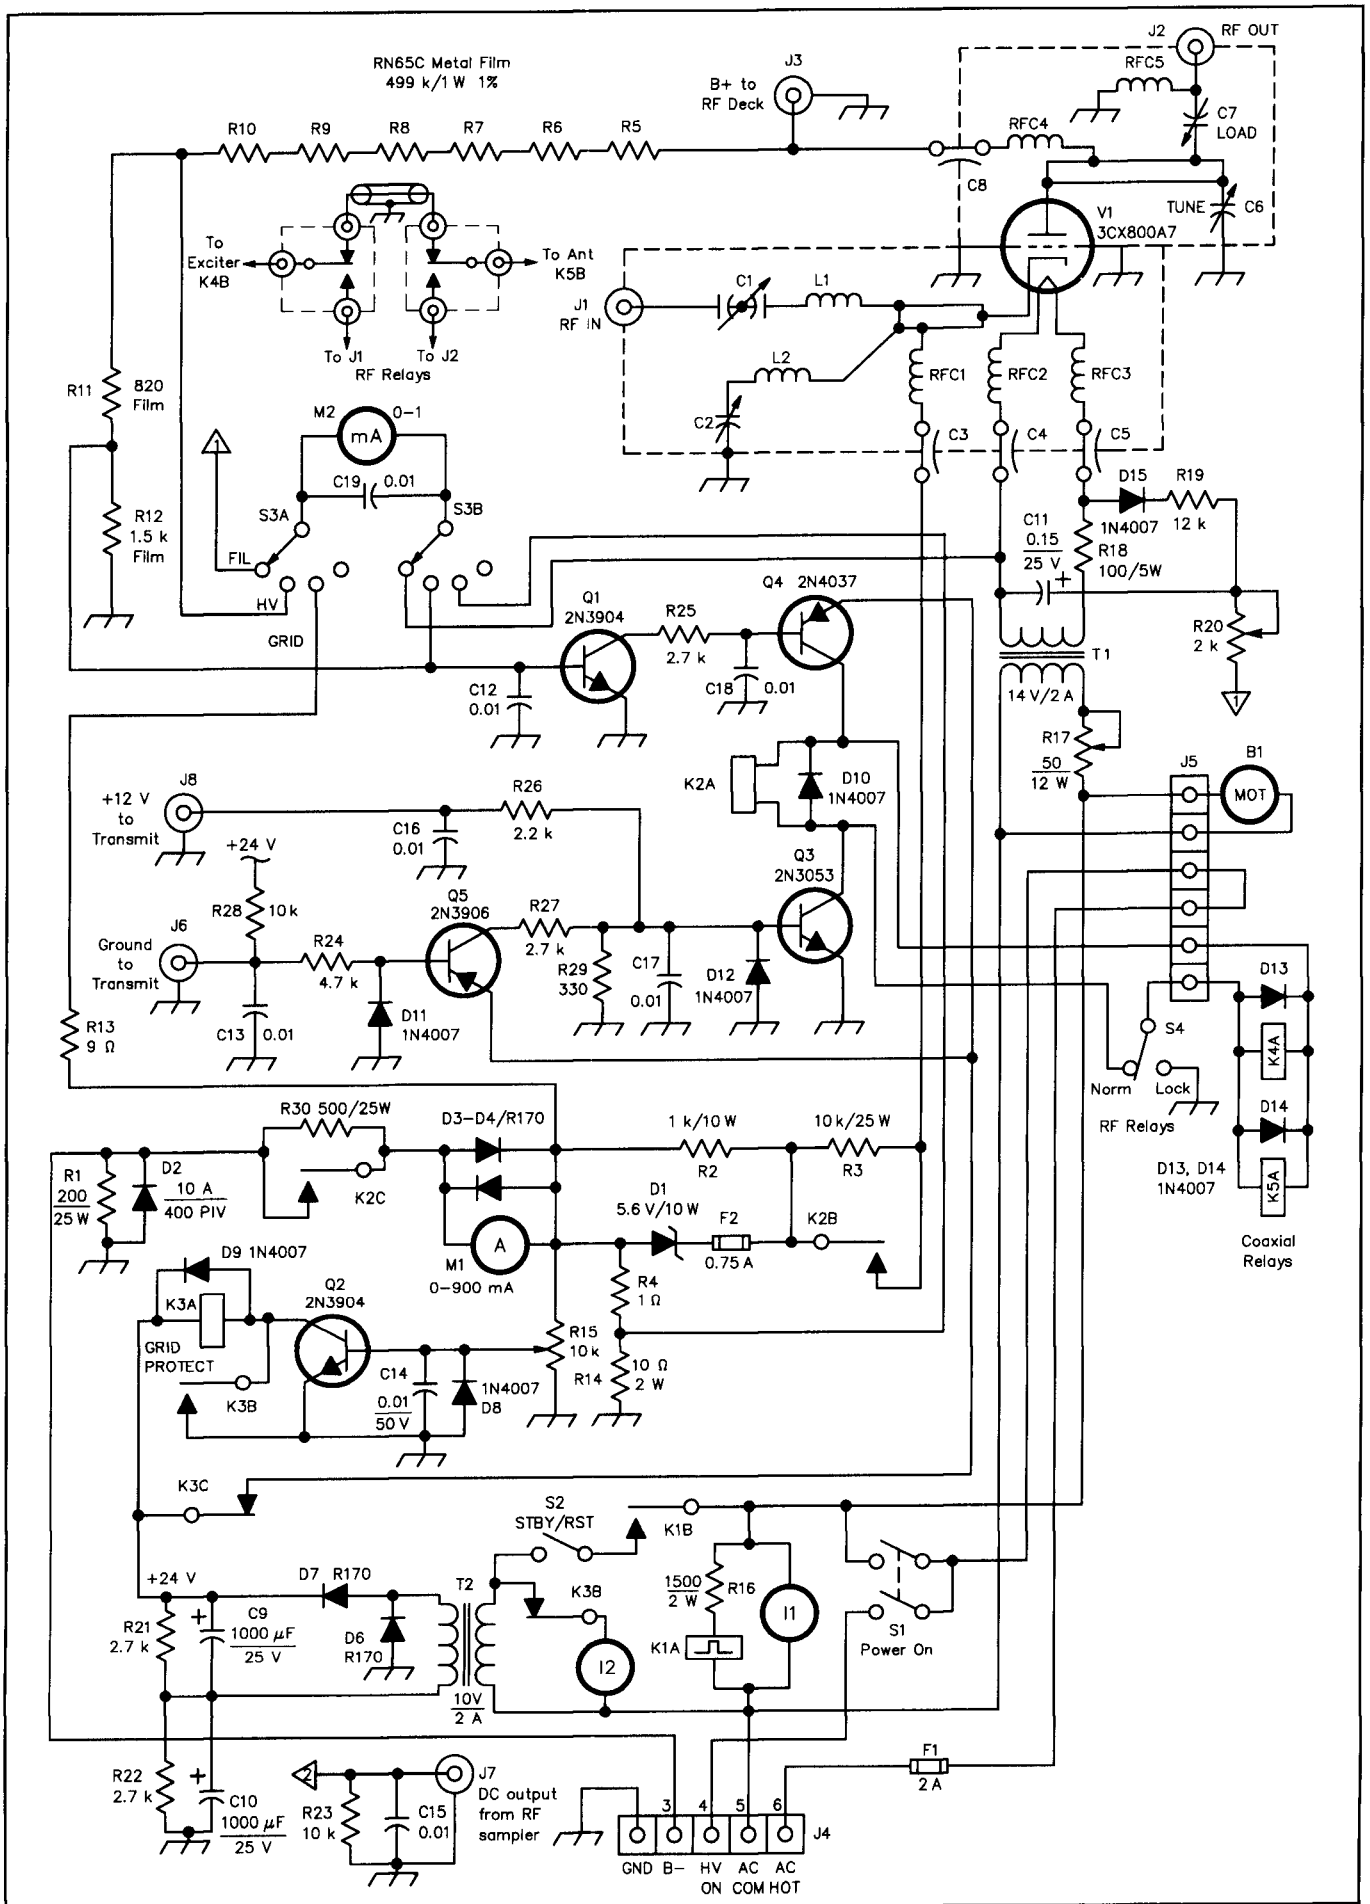 J2
RF OUT
RFC5
J3
RN65C Metal Film
499 k/1 W 1%
B+ to
RF Deck
C7
LOAD
R10
R9
R8
R7
R6
R5
RFC4
C8
V1
3CX800A7
TUNE
C6
To
Exciter
K4B
To Ant
K5B
To J1
To J2
RF Relays
J1
RF IN
C1
L1
L2
C2
RFC1
RFC2
RFC3
C3
C4
C5
R11
820
Film
M2
0-1
mA
C19
0.01
1
S3A
S3B
R12
1.5 k
Film
FIL
HV
GRID
D15
1N4007
R19
12 k
C11
0.15
25 V
+
R18
100/5W
Q1
2N3904
R25
2.7 k
Q4
2N4037
C18
0.01
C12
0.01
R20
2 k
1
T1
14 V/2 A
R17
50
12 W
K2A
D10
1N4007
J5
B1
MOT
J8
+12 V
to
Transmit
C16
0.01
R26
2.2 k
+24 V
R28
10k
Q5
2N3906
Q3
2N3053
J6
Ground
to
Transmit
R24
4.7 k
R27
2.7 k
R29
330
C17
0.01
D12
1N4007
C13
0.01
D11
1N4007
R13
9 Ω
S4
Norm
Lock
RF Relays
D13
K4A
D14
K5A
D13, D14
1N4007
Coaxial
Relays
R30 500/25W
D3-D4/R170
1 k/10 W
R2
10 k/25 W
R3
R1
200
25 W
D2
10 A
400 PIV
K2C
D1
5.6 V/10 W
F2
0.75 A
K2B
M1
A
0-900 mA
D9 1N4007
K3A
GRID
PROTECT
Q2
2N3904
R4
1 Ω
R15
10k
R14
10 Ω
2 W
K3B
C14
0.01
50 V
1N4007
D8
K3C
S2
STBY/RST
K1B
+24 V
D7
R170
T2
K3B
1500
2 W
R16
I1
R21
2.7 k
+
C9
1000 μF
25 V
D6
R170
K1A
I2
S1
Power On
10V
2 A
F1
2 A
R22
2.7 k
+
C10
1000 μF
25 V
2
R23
10 k
C15
0.01
J7
DC output
from RF
sampler
3
4
5
6
J4
GND
B-
HV
ON
AC
COM
AC
HOT